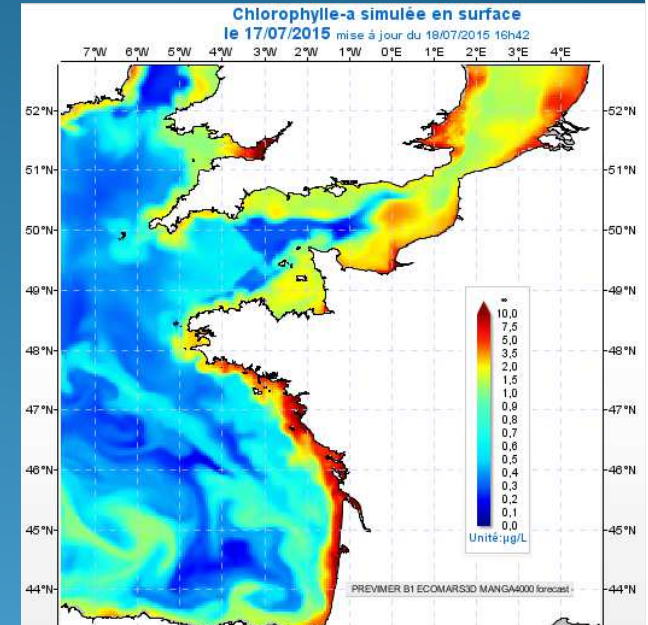 Chlorophylle-a simulée en surface
le 17/07/2015 mise à jour du 18/07/2015 16h42
7°W 6°W 5°W 4°W 3°W 2°W 1°W 0°E 1°E 2°E 3°E 4°E
52°N 52°N
51°N 51°N
50°N 50°N
49°N 49°N
∞
10,0
7,5
5,0
3,5
48°N 48°N
2,0
1,5
1,0
0,9
47°N 47°N
0,8
0,7
0,6
0,5
46°N 46°N
0,4
0,3
0,2
0,1
45°N 45°N
0,0
Unité:µg/L
44°N 44°N
PREVIMER B1 ECOMARS3D MANGA4000 forecast